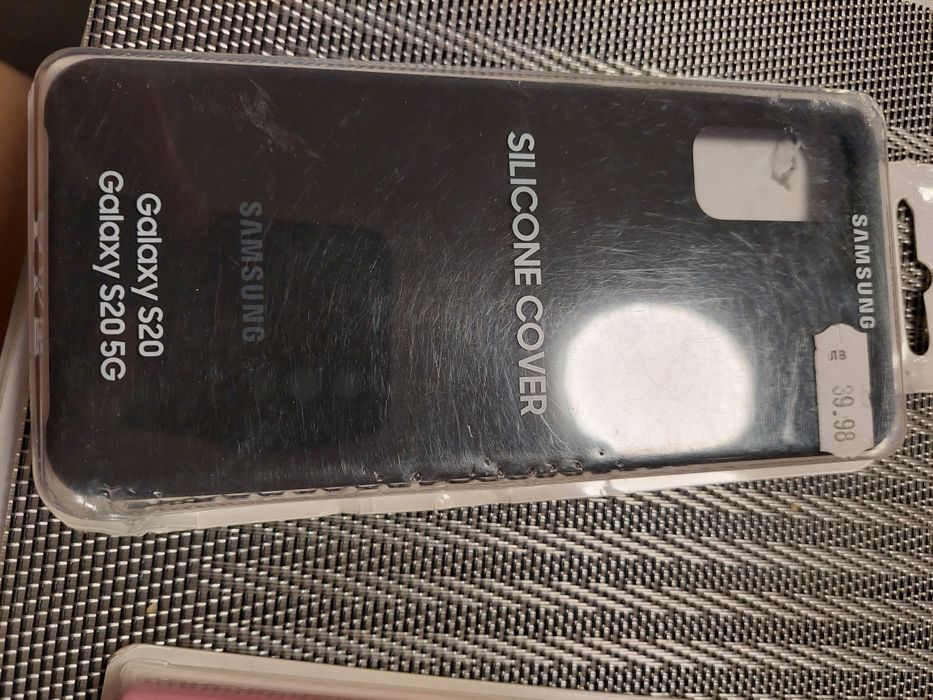 SAMSUNG
лв 39.98
SILICONE COVER
SAMSUNG
Galaxy S20
Galaxy S20 5G